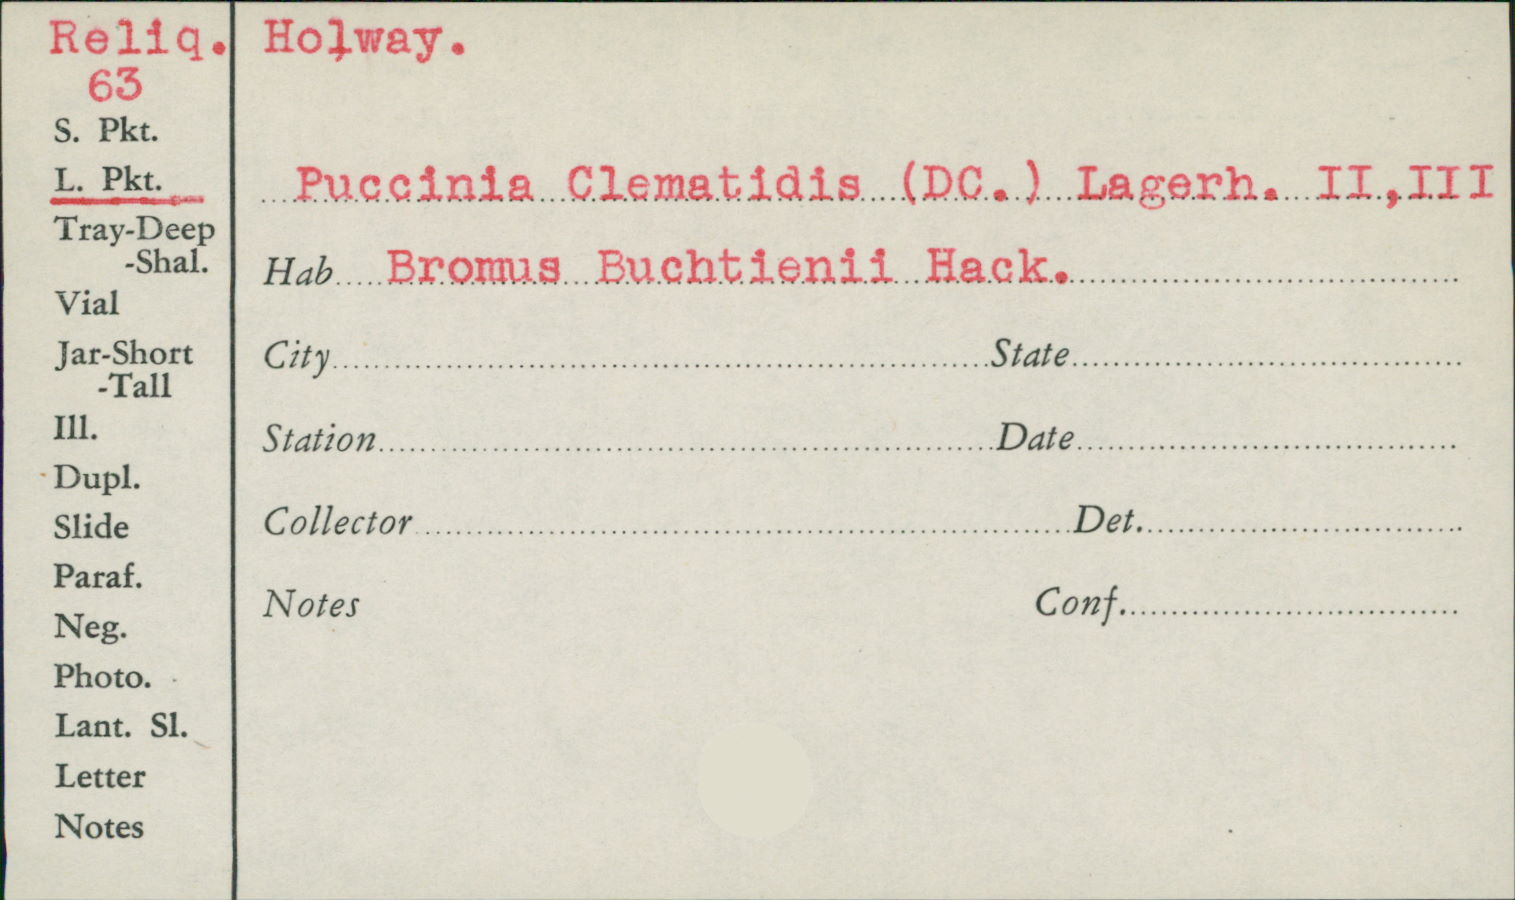 Reliq. Holway.
63
S. Pkt.
L. Pkt.
Puccinia Clematidis (DC.) Lagerh. II,III
Tray-Deep
-Shal.
Hab Bromus Buchtienii Hack.
Vial
Jar-Short
-Tall
City State
Ill.
Station Date
Dupl.
Slide
Collector Det.
Paraf.
Neg.
Notes Conf.
Photo.
Lant. Sl.
Letter
Notes